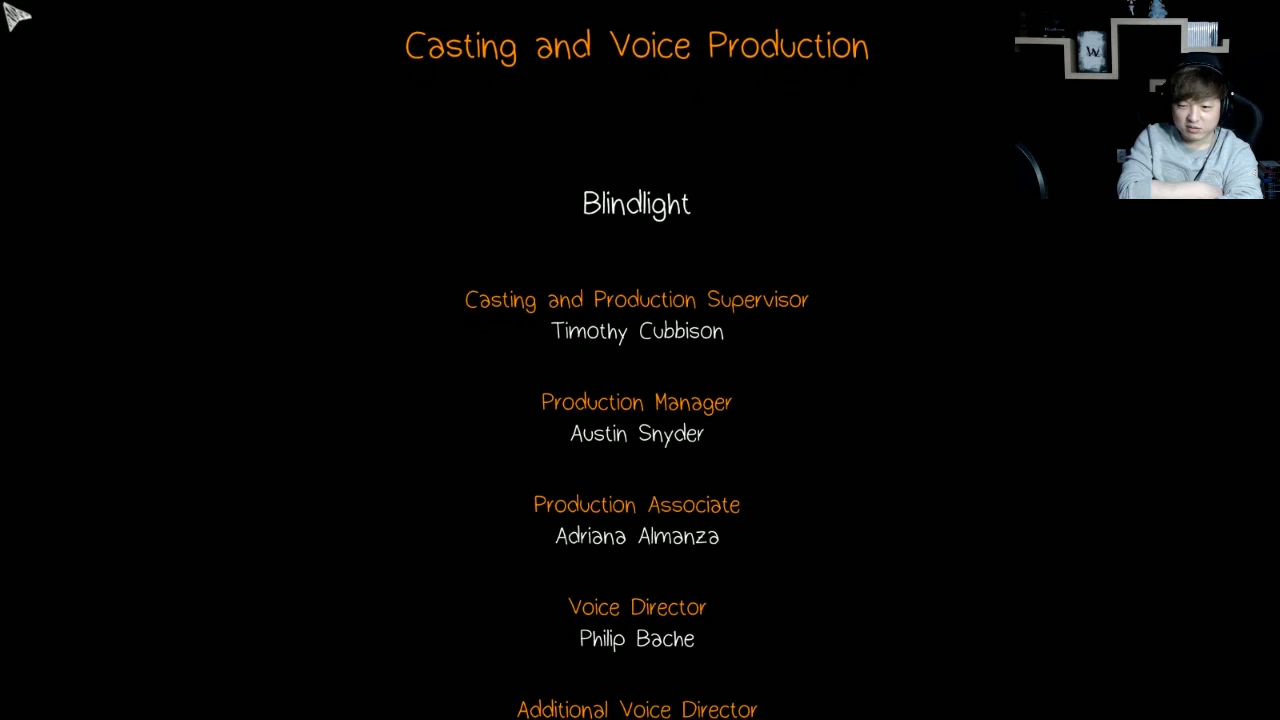 Casting and Voice Production
Blindlight
Casting and Production Supervisor
Timothy Cubbison
Production Manager
Austin Snyder
Production Associate
Adriana Almanza
Voice Director
Philip Bache
Additional Voice Director
W